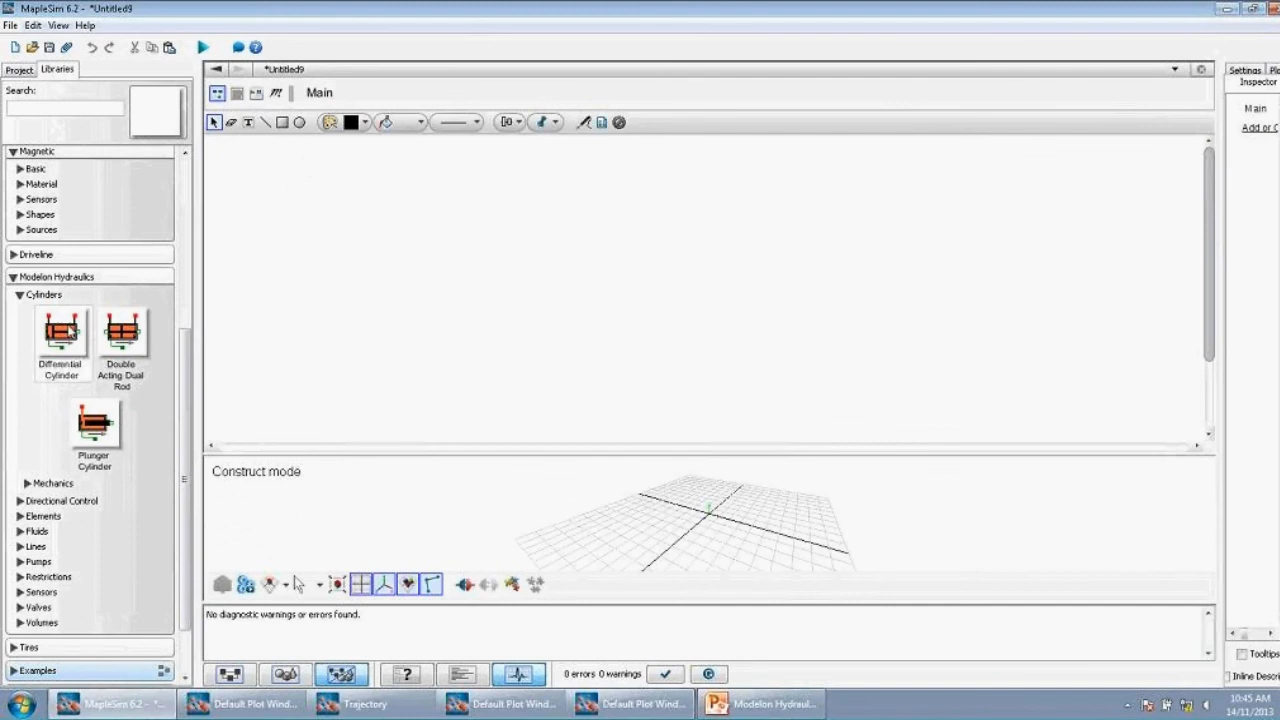 MapleSim 6.2 - *Untitled9
File Edit View Help
Project Libraries
*Untitled9
Settings
Search:
Inspector
Main
Main
Add or
Magnetic
Basic
Material
Sensors
Shapes
Sources
Driveline
Modelon Hydraulics
Cylinders
Differential
Cylinder
Double
Acting Dual
Rod
Plunger
Cylinder
Mechanics
Directional Control
Elements
Fluids
Lines
Pumps
Restrictions
Sensors
Valves
Volumes
Tires
Examples
Construct mode
No diagnostic warnings or errors found.
0 errors 0 warnings
Tooltips
Inline Descri
MapleSim 6.2 - *...
Default Plot Wind...
Trajectory
Default Plot Wind...
Default Plot Wind...
Modelon Hydraul...
10:45 AM
14/11/2013